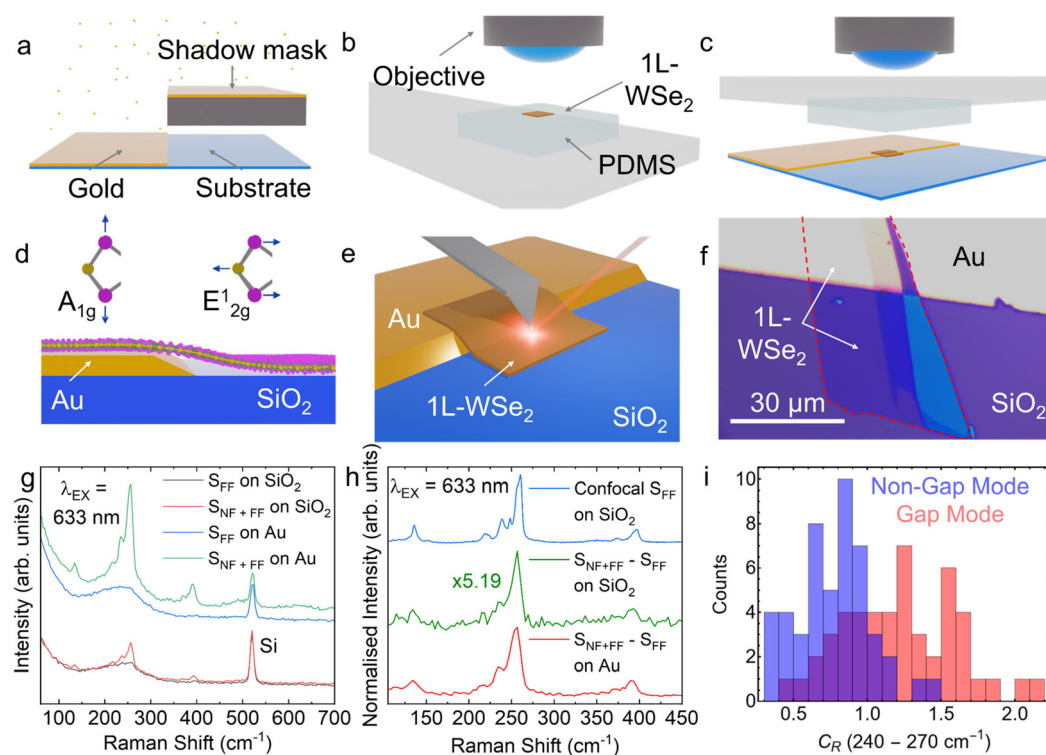 a
Shadow mask
Gold
Substrate
b
Objective
1L-
WSe2
PDMS
c
d
A1g
E¹2g
Au
SiO2
e
Au
1L-WSe2
SiO2
f
Au
1L-
WSe2
30 µm
SiO2
g
λEX =
633 nm
SFF on SiO2
SNF + FF on SiO2
SFF on Au
SNF + FF on Au
Si
Intensity (arb. units)
100 200 300 400 500 600 700
Raman Shift (cm⁻¹)
h
λEX = 633 nm
Confocal SFF
on SiO2
x5.19
SNF+FF - SFF
on SiO2
SNF+FF - SFF
on Au
Normalised Intensity (arb. units)
150 200 250 300 350 400 450
Raman Shift (cm⁻¹)
i
Non-Gap Mode
Gap Mode
Counts
10
8
6
4
2
0
0.5 1.0 1.5 2.0
CR (240 – 270 cm⁻¹)